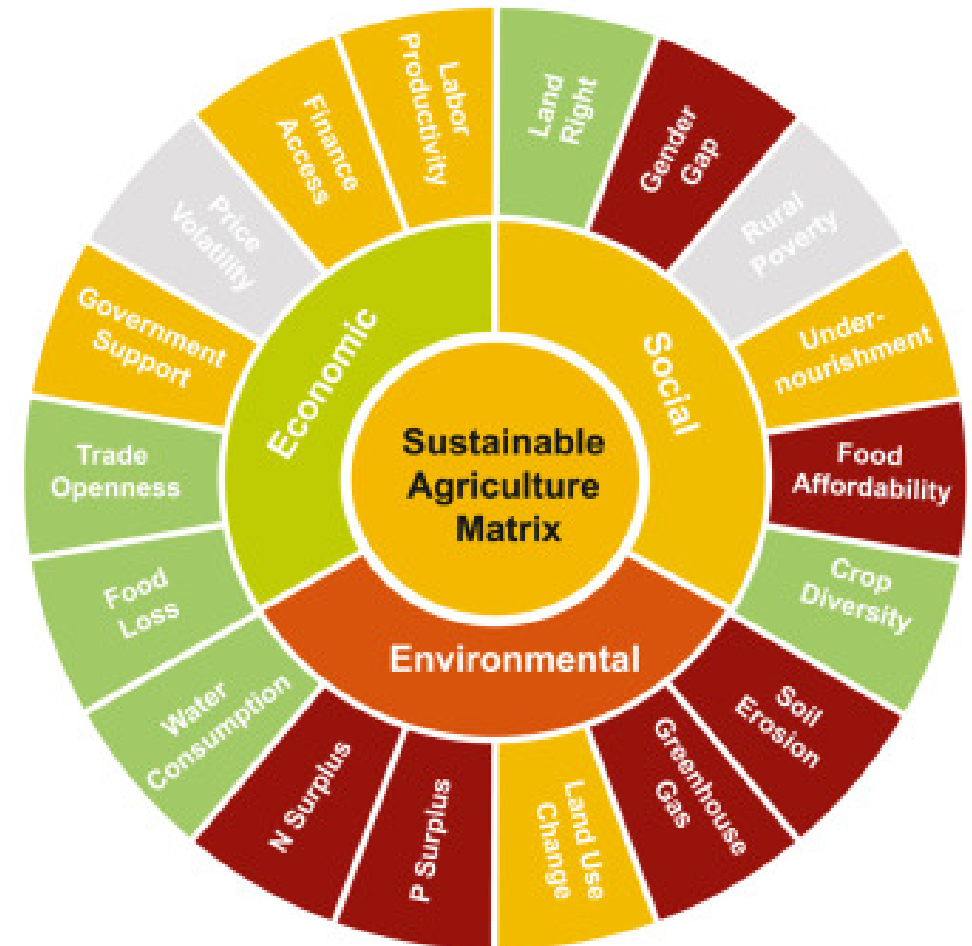 Sustainable
Agriculture
Matrix
Economic
Social
Environmental
Land
Right
Gender
Gap
Rural
Poverty
Under-
nourishment
Food
Affordability
Crop
Diversity
Soil
Erosion
Greenhouse
Gas
Land Use
Change
P Surplus
N Surplus
Water
Consumption
Food
Loss
Trade
Openness
Government
Support
Price
Volatility
Finance
Access
Labor
Productivity